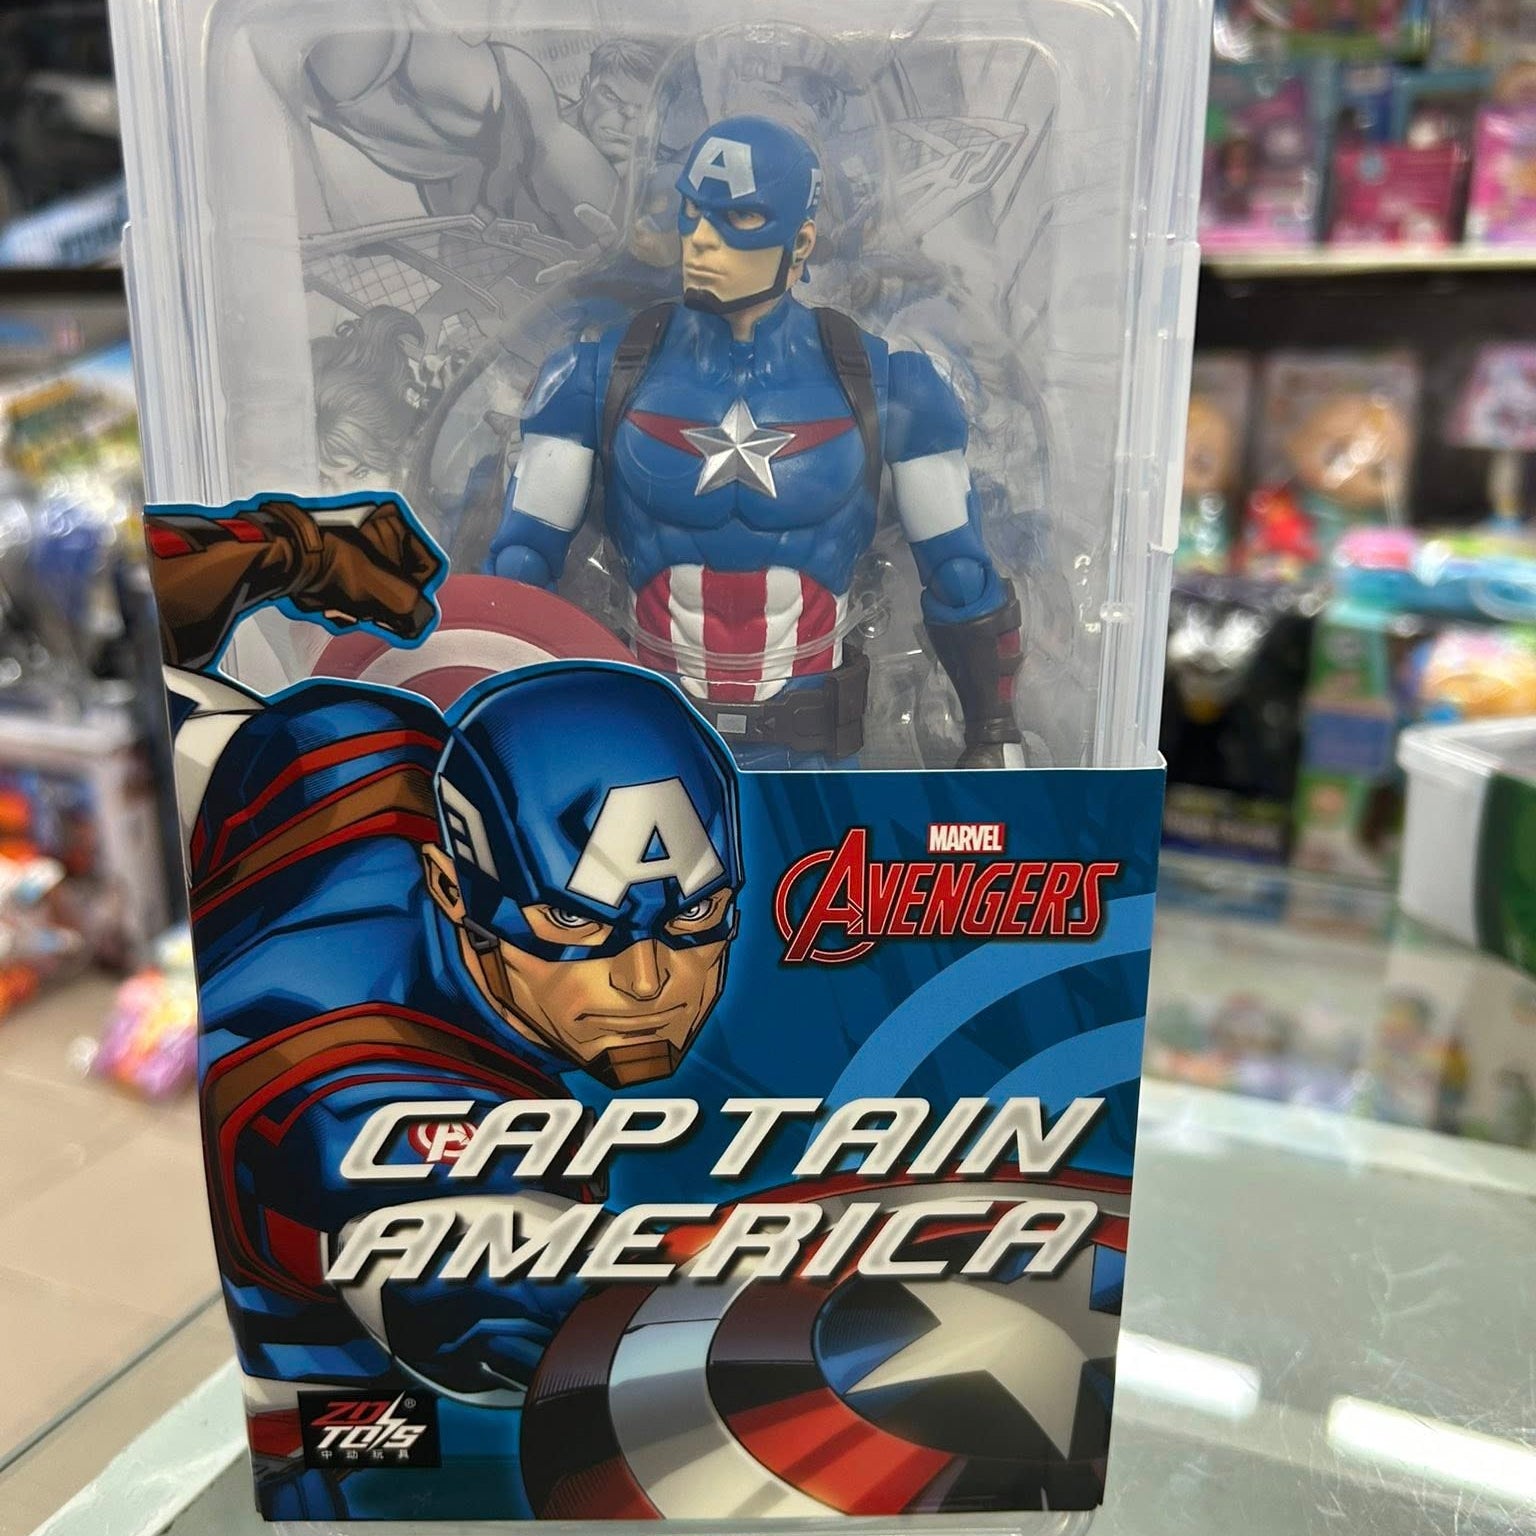 A
A
MARVEL
AVENGERS
CAPTAIN
AMERICA
ZD
TOYS
®
中动玩具